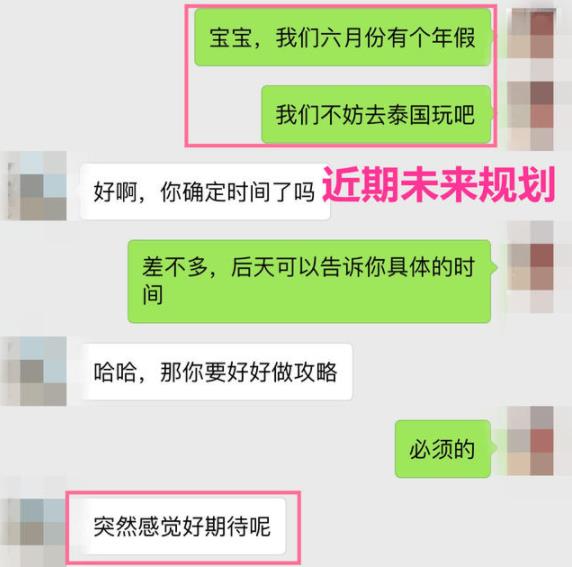 宝宝，我们六月份有个年假
我们不妨去泰国玩吧
好啊，你确定时间了吗
近期未来规划
差不多，后天可以告诉你具体的时
间
哈哈，那你要好好做攻略
必须的
突然感觉好期待呢